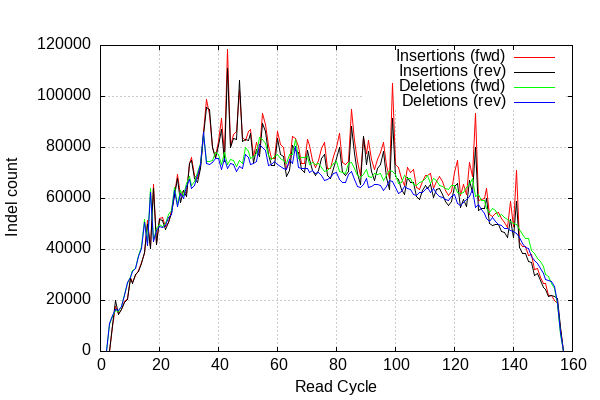 120000
100000
80000
60000
40000
20000
0
Indel count
Insertions (fwd)
Insertions (rev)
Deletions (fwd)
Deletions (rev)
0 20 40 60 80 100 120 140 160
Read Cycle